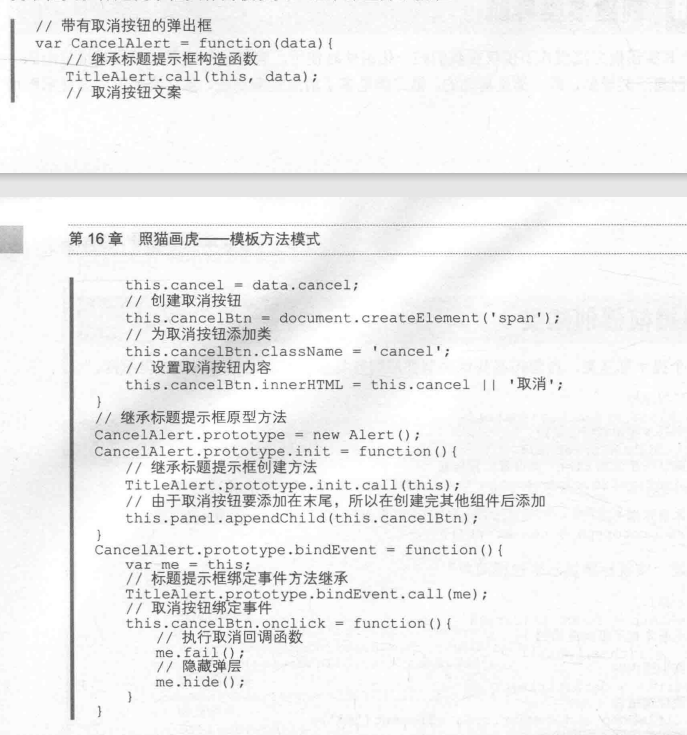 // 带有取消按钮的弹出框
var CancelAlert = function(data){
// 继承标题提示框构造函数
TitleAlert.call(this, data);
// 取消按钮文案
第 16 章 照猫画虎——模板方法模式
this.cancel = data.cancel;
// 创建取消按钮
this.cancelBtn = document.createElement('span');
// 为取消按钮添加类
this.cancelBtn.className = 'cancel';
// 设置取消按钮内容
this.cancelBtn.innerHTML = this.cancel || '取消';
}
// 继承标题提示框原型方法
CancelAlert.prototype = new Alert();
CancelAlert.prototype.init = function(){
// 继承标题提示框创建方法
TitleAlert.prototype.init.call(this);
// 由于取消按钮要添加在末尾，所以在创建完其他组件后添加
this.panel.appendChild(this.cancelBtn);
}
CancelAlert.prototype.bindEvent = function(){
var me = this;
// 标题提示框绑定事件方法继承
TitleAlert.prototype.bindEvent.call(me);
// 取消按钮绑定事件
this.cancelBtn.onclick = function(){
// 执行取消回调函数
me.fail();
// 隐藏弹层
me.hide();
}
}